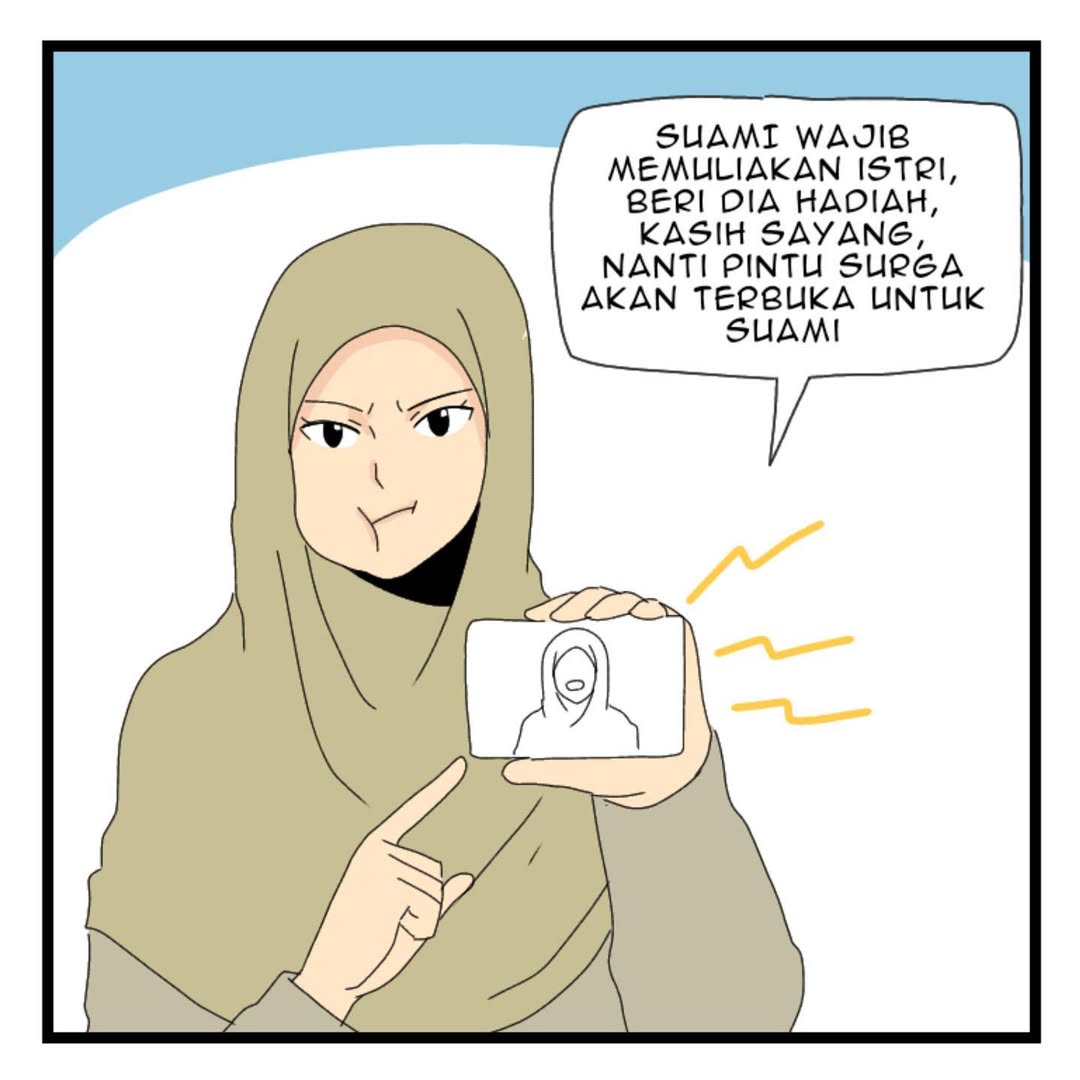 SUAMI WAJIB
MEMULIAKAN ISTRI,
BERI DIA HADIAH,
KASIH SAYANG,
NANTI PINTU SURGA
AKAN TERBUKA UNTUK
SUAMI